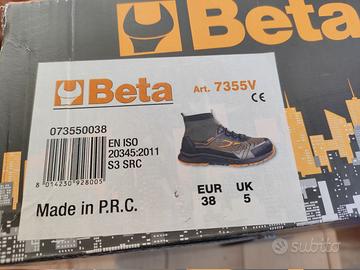 Beta
Beta
Art. 7355V
CE
073550038
EN ISO
20345:2011
S3 SRC
8 014230 928005
EUR UK
38 5
Made in P.R.C.
subito